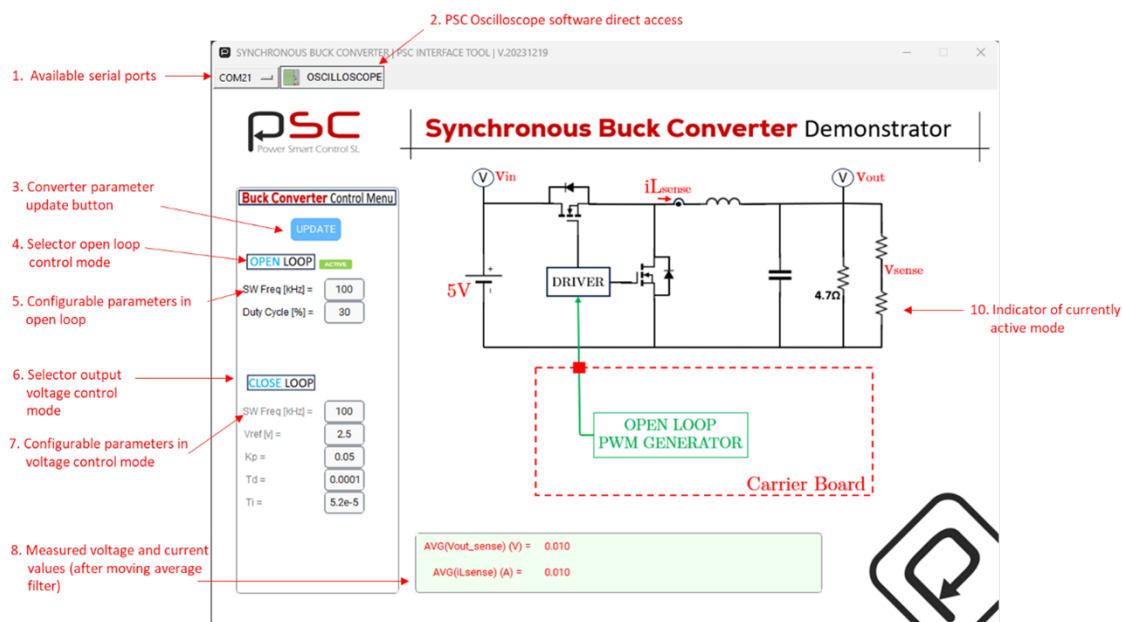 2. PSC Oscilloscope software direct access
SYNCHRONOUS BUCK CONVERTER | PSC INTERFACE TOOL | V.20231219
1. Available serial ports
COM21
OSCILLOSCOPE
PSC
Power Smart Control SL
Synchronous Buck Converter Demonstrator
3. Converter parameter
update button
Buck Converter Control Menu
UPDATE
4. Selector open loop
control mode
OPEN LOOP
ACTIVE
5. Configurable parameters in
open loop
SW Freq [kHz] = 100
Duty Cycle [%] = 30
6. Selector output
voltage control
mode
CLOSE LOOP
7. Configurable parameters in
voltage control mode
SW Freq [kHz] = 100
Vref [V] = 2.5
Kp = 0.05
Td = 0.0001
Ti = 5.2e-5
V Vin
iLsense
V Vout
5V
+
-
DRIVER
4.7Ω
Vsense
10. Indicator of currently
active mode
OPEN LOOP
PWM GENERATOR
Carrier Board
8. Measured voltage and current
values (after moving average
filter)
AVG(Vout_sense) (V) = 0.010
AVG(iLsense) (A) = 0.010